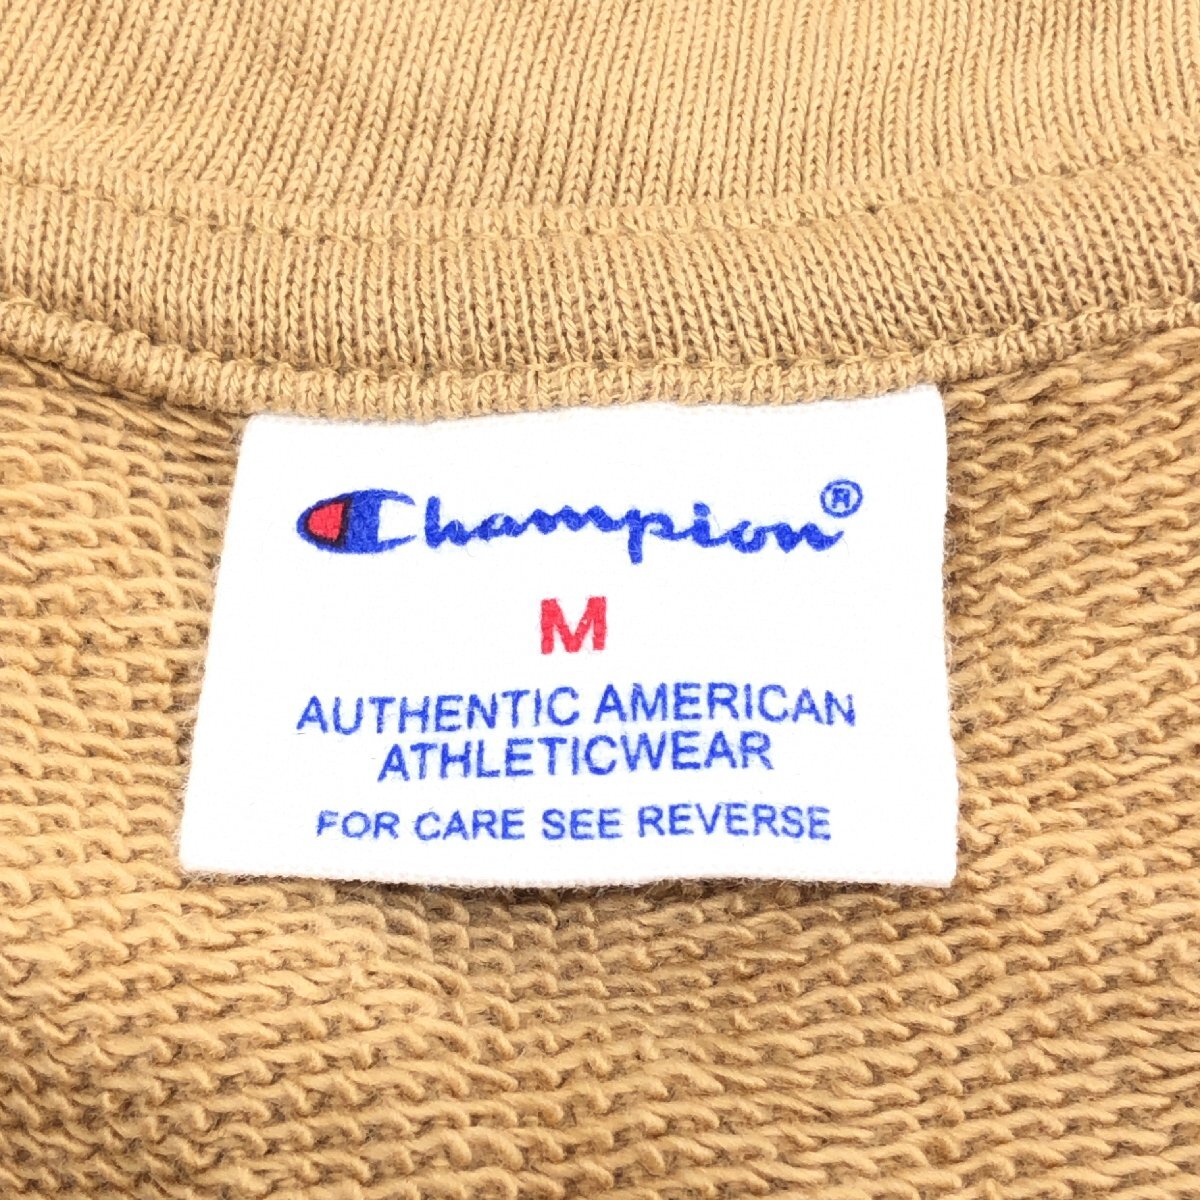 Champion®
M
AUTHENTIC AMERICAN
ATHLETICWEAR
FOR CARE SEE REVERSE